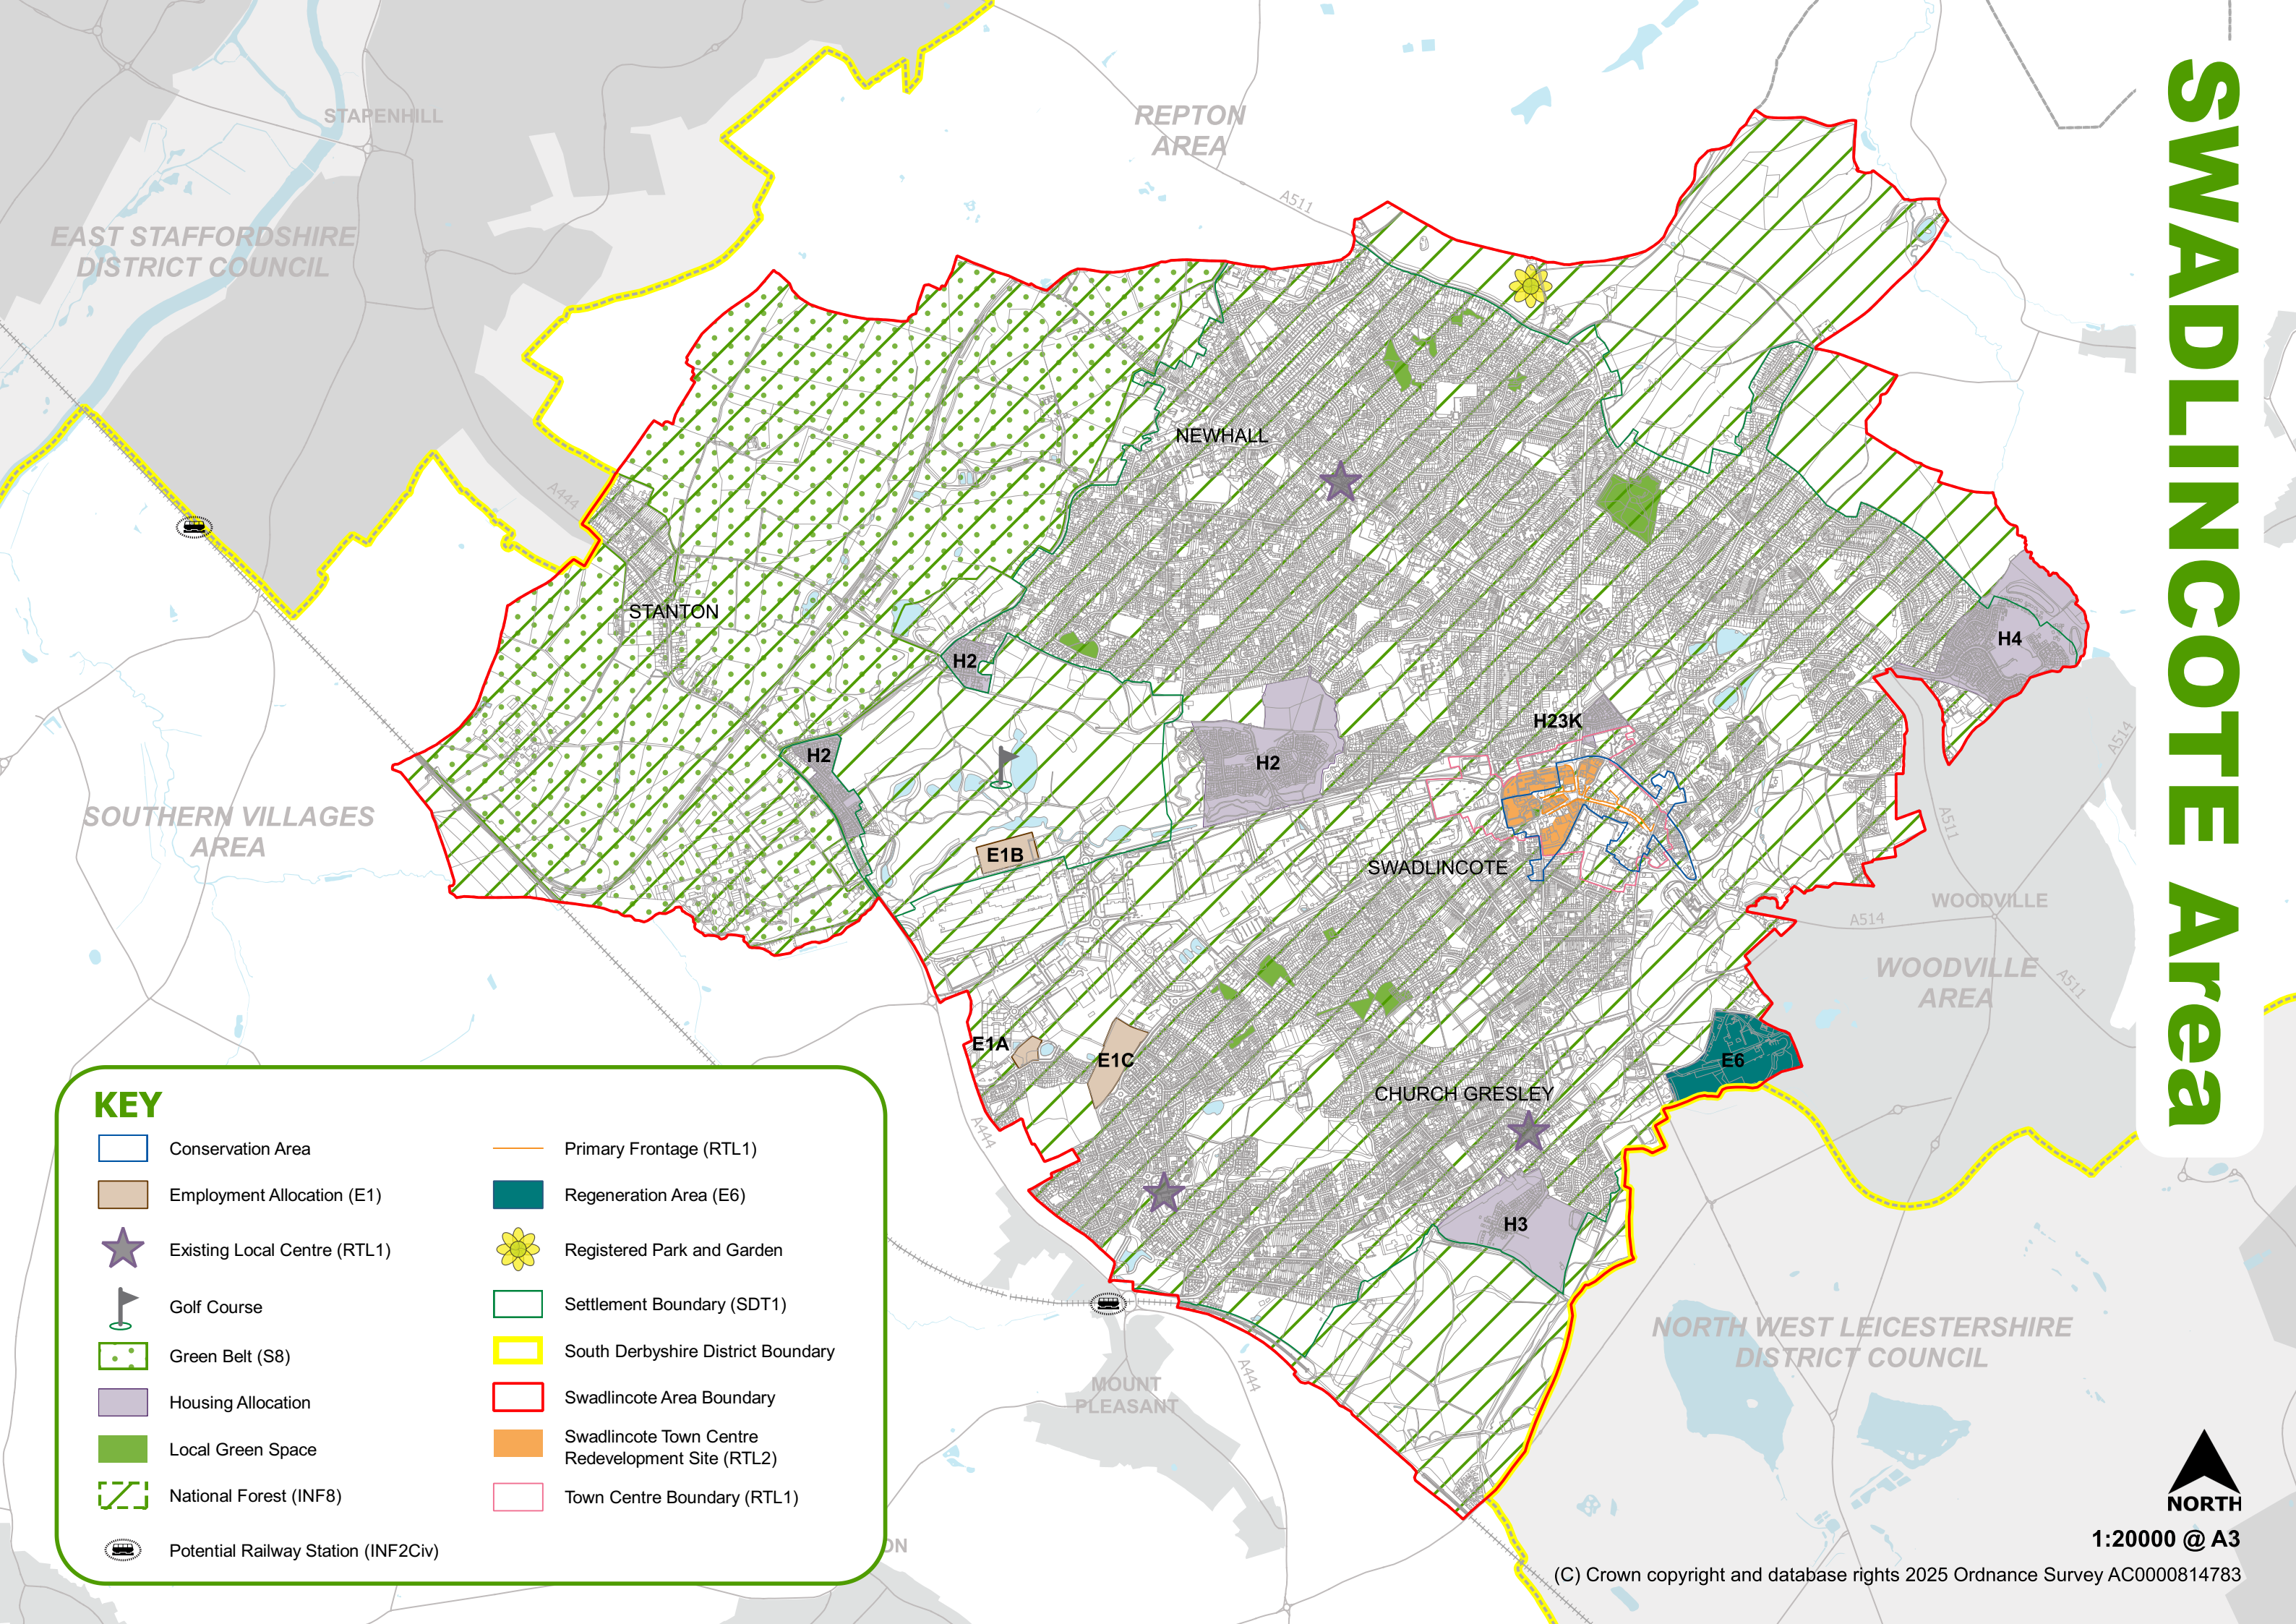 SWADLINCOTE Area
STAPENHILL
REPTON
AREA
A511
EAST STAFFORDSHIRE
DISTRICT COUNCIL
NEWHALL
A444
STANTON
H2
H4
H23K
H2
H2
A514
SOUTHERN VILLAGES
AREA
A511
E1B
SWADLINCOTE
WOODVILLE
A514
WOODVILLE
AREA
A511
E1A
E1C
E6
CHURCH GRESLEY
A444
H3
NORTH WEST LEICESTERSHIRE
DISTRICT COUNCIL
A444
MOUNT
PLEASANT
ON
KEY
Conservation Area
Employment Allocation (E1)
Existing Local Centre (RTL1)
Golf Course
Green Belt (S8)
Housing Allocation
Local Green Space
National Forest (INF8)
Potential Railway Station (INF2Civ)
Primary Frontage (RTL1)
Regeneration Area (E6)
Registered Park and Garden
Settlement Boundary (SDT1)
South Derbyshire District Boundary
Swadlincote Area Boundary
Swadlincote Town Centre
Redevelopment Site (RTL2)
Town Centre Boundary (RTL1)
NORTH
1:20000 @ A3
(C) Crown copyright and database rights 2025 Ordnance Survey AC0000814783